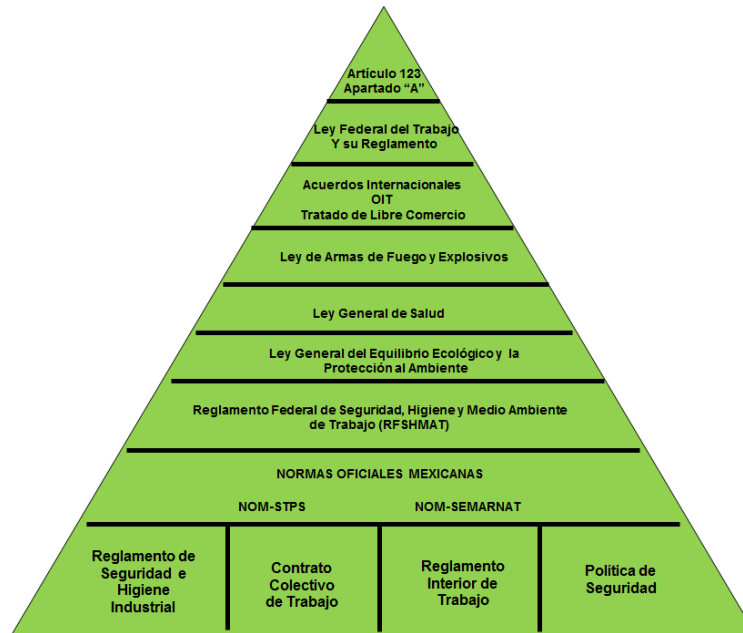 Artículo 123
Apartado "A"
Ley Federal del Trabajo
Y su Reglamento
Acuerdos Internacionales
OIT
Tratado de Libre Comercio
Ley de Armas de Fuego y Explosivos
Ley General de Salud
Ley General del Equilibrio Ecológico y la
Protección al Ambiente
Reglamento Federal de Seguridad, Higiene y Medio Ambiente
de Trabajo (RFSHMAT)
NORMAS OFICIALES MEXICANAS
NOM-STPS
NOM-SEMARNAT
Reglamento de
Seguridad e
Higiene
Industrial
Contrato
Colectivo
de Trabajo
Reglamento
Interior de
Trabajo
Política de
Seguridad